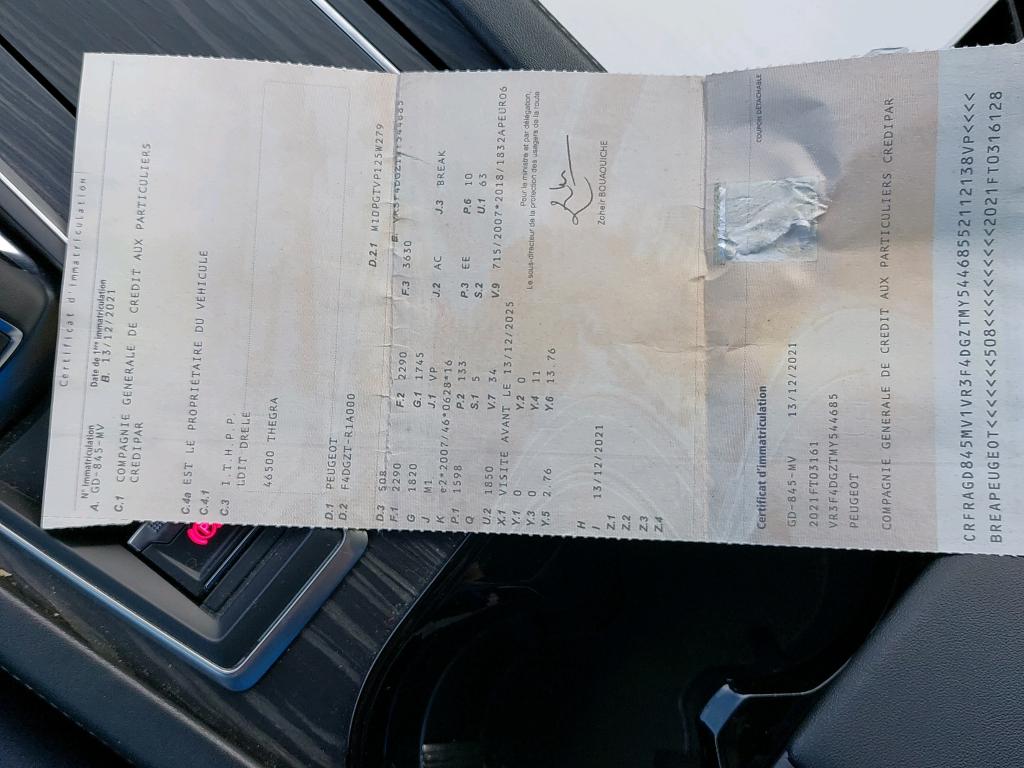 Certificat d'Immatriculation
N° Immatriculation Date de 1ère immatriculation
A. GD-845-MV B. 13/12/2021
C.1 COMPAGNIE GENERALE DE CREDIT AUX PARTICULIERS
CREDIPAR
C.4a EST LE PROPRIÉTAIRE DU VÉHICULE
C.4.1
C.3 I.T.H.P.P.
LDIT DRELE
46500 THEGRA
D.1 PEUGEOT
D.2 F4DGZT-R1A000
D.2.1 M1DPGTVP125W279
D.3 508
F.1 2290 F.2 2290 F.3 3630
G 1820 G.1 1745
J M1 J.1 VP J.2 AC J.3 BREAK
K e2*2007/46*0628*16
P.1 1598 P.2 133 P.3 EE P.6 10
Q S.1 5 S.2 U.1 63
U.2 1850 V.7 34 V.9 715/2007*2018/1832APEURO6
X.1 VISITE AVANT LE 13/12/2025
Y.1 0 Y.2 0
Y.3 0 Y.4 11
Y.5 2.76 Y.6 13.76
Pour le ministre et par délégation,
Le sous-directeur de la protection des usagers de la route
Zoheir BOUAOUICHE
H
I 13/12/2021
Z.1
Z.2
Z.3
Z.4
COUPON DÉTACHABLE
Certificat d'immatriculation
GD-845-MV 13/12/2021
2021FT03161
VR3F4DGZTMY544685
PEUGEOT
COMPAGNIE GENERALE DE CREDIT AUX PARTICULIERS CREDIPAR
CRFRAGD845MV1VR3F4DGZTMY5446855211212138VP<<<<
BREAPEUGEOT<<<<<508<<<<<<<<<<2021FT0316128